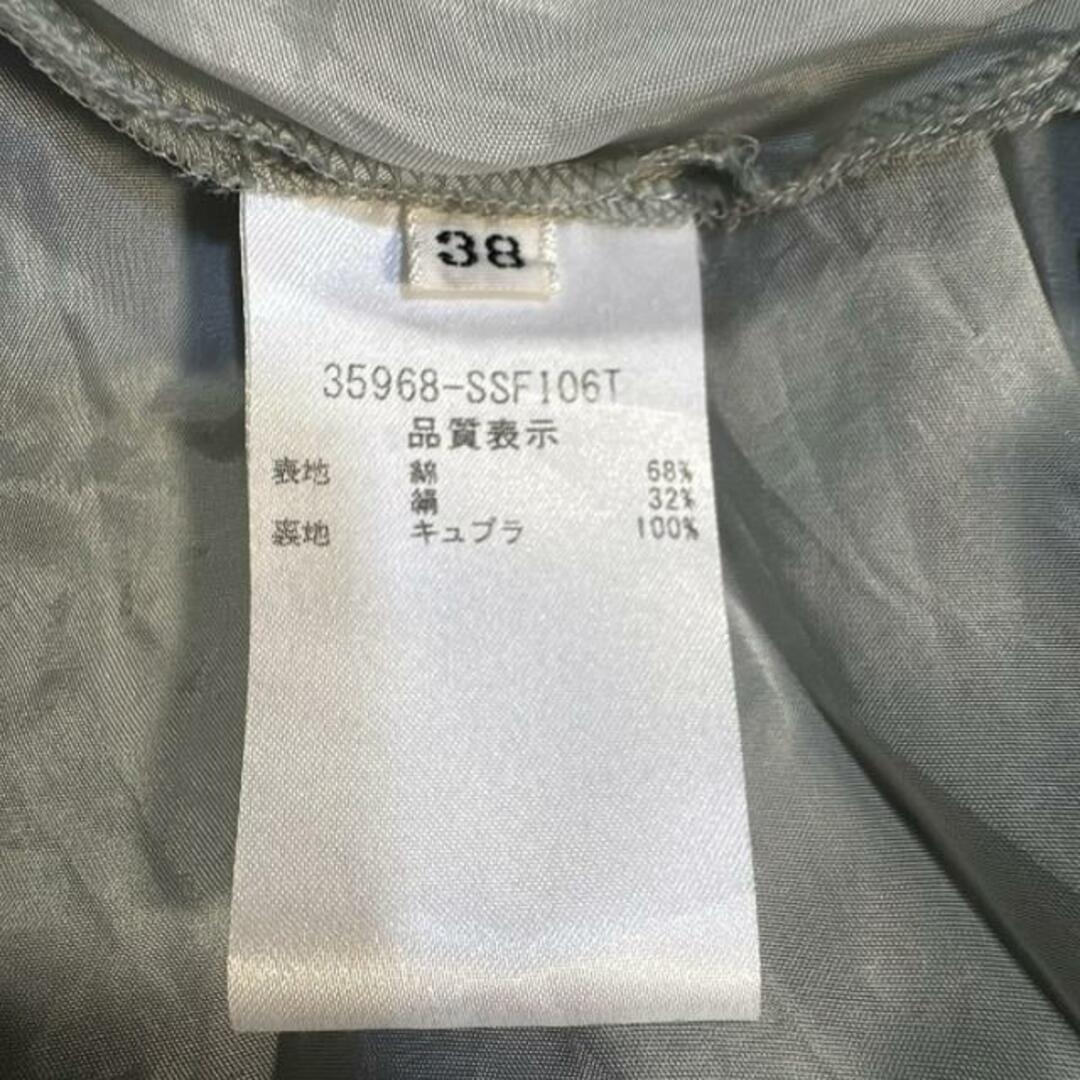 38
35968-SSF106T
品質表示
表地 綿 68%
絹 32%
裏地 キュプラ 100%